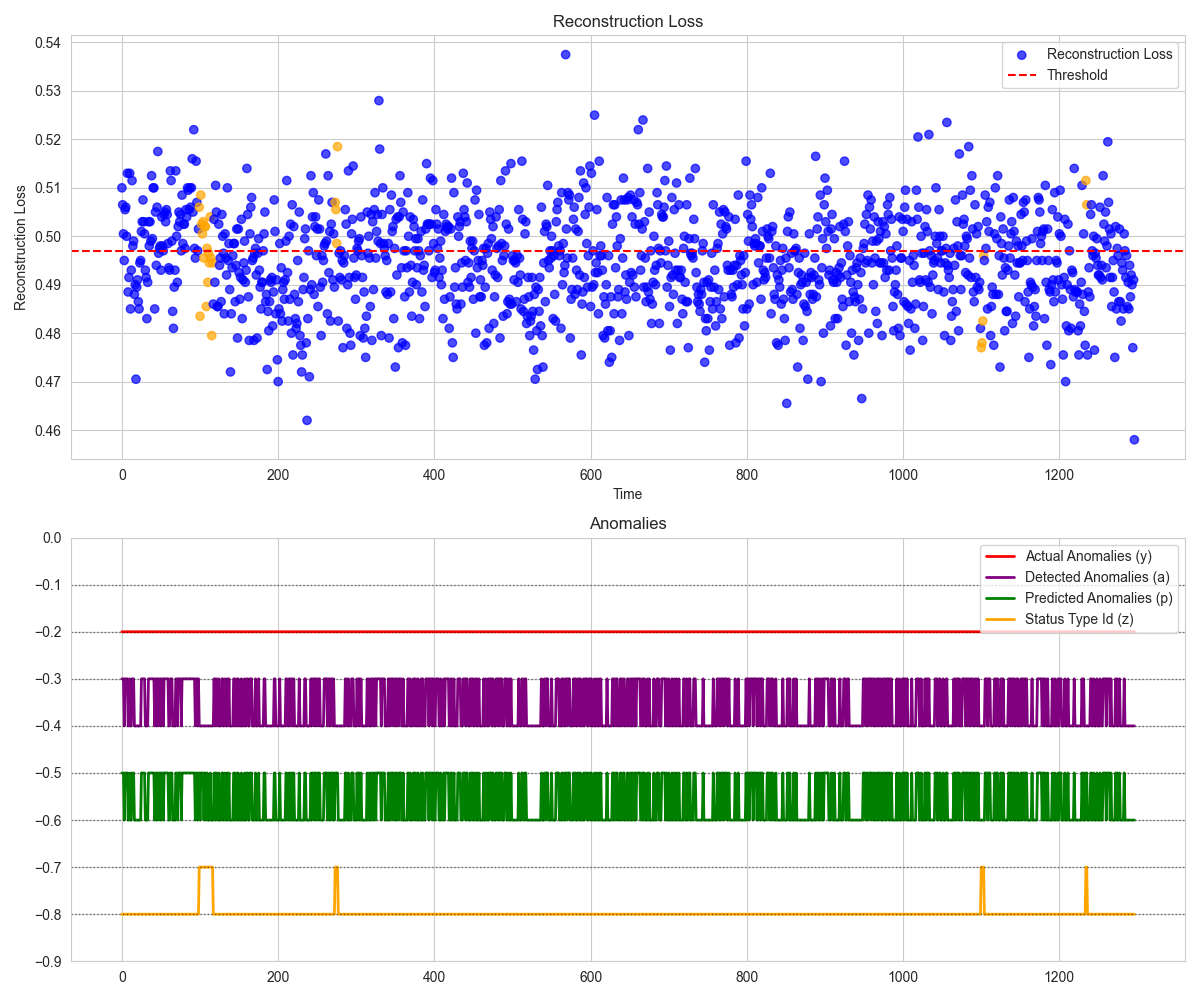 Reconstruction Loss
Reconstruction Loss
Threshold
0.54
0.53
0.52
0.51
0.50
0.49
0.48
0.47
0.46
Reconstruction Loss
0 200 400 600 800 1000 1200
Time
Anomalies
Actual Anomalies (y)
Detected Anomalies (a)
Predicted Anomalies (p)
Status Type Id (z)
0.0
−0.1
−0.2
−0.3
−0.4
−0.5
−0.6
−0.7
−0.8
−0.9
0 200 400 600 800 1000 1200